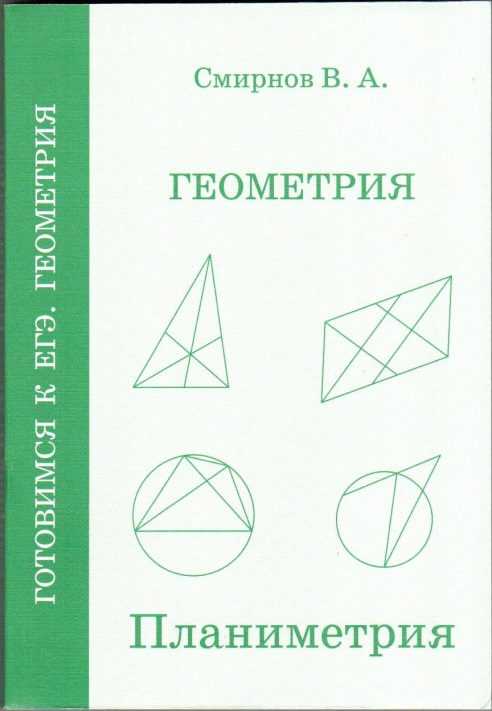 Смирнов В. А.
ГЕОМЕТРИЯ
Планиметрия
ГОТОВИМСЯ К ЕГЭ. ГЕОМЕТРИЯ